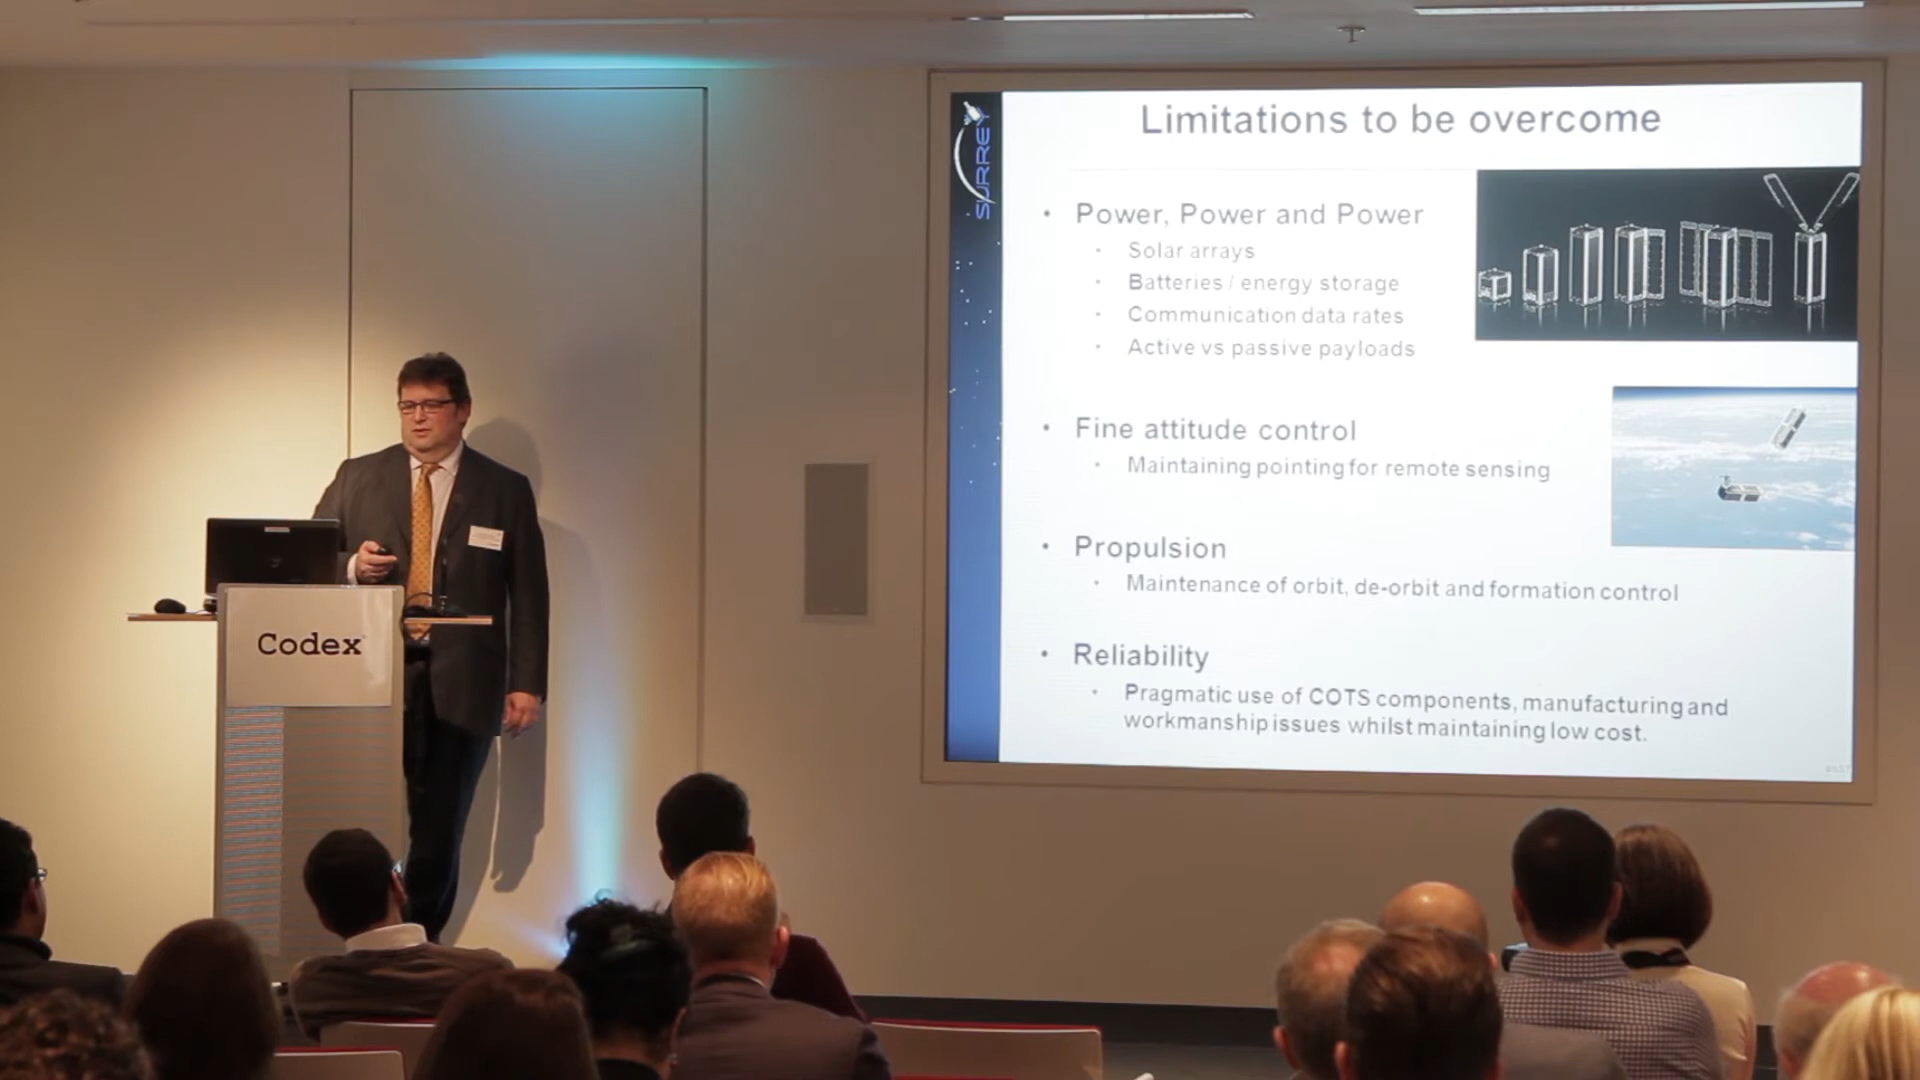 Limitations to be overcome
SURREY
• Power, Power and Power
• Solar arrays
• Batteries / energy storage
• Communication data rates
• Active vs passive payloads
• Fine attitude control
• Maintaining pointing for remote sensing
• Propulsion
• Maintenance of orbit, de-orbit and formation control
• Reliability
• Pragmatic use of COTS components, manufacturing and
workmanship issues whilst maintaining low cost.
Codex